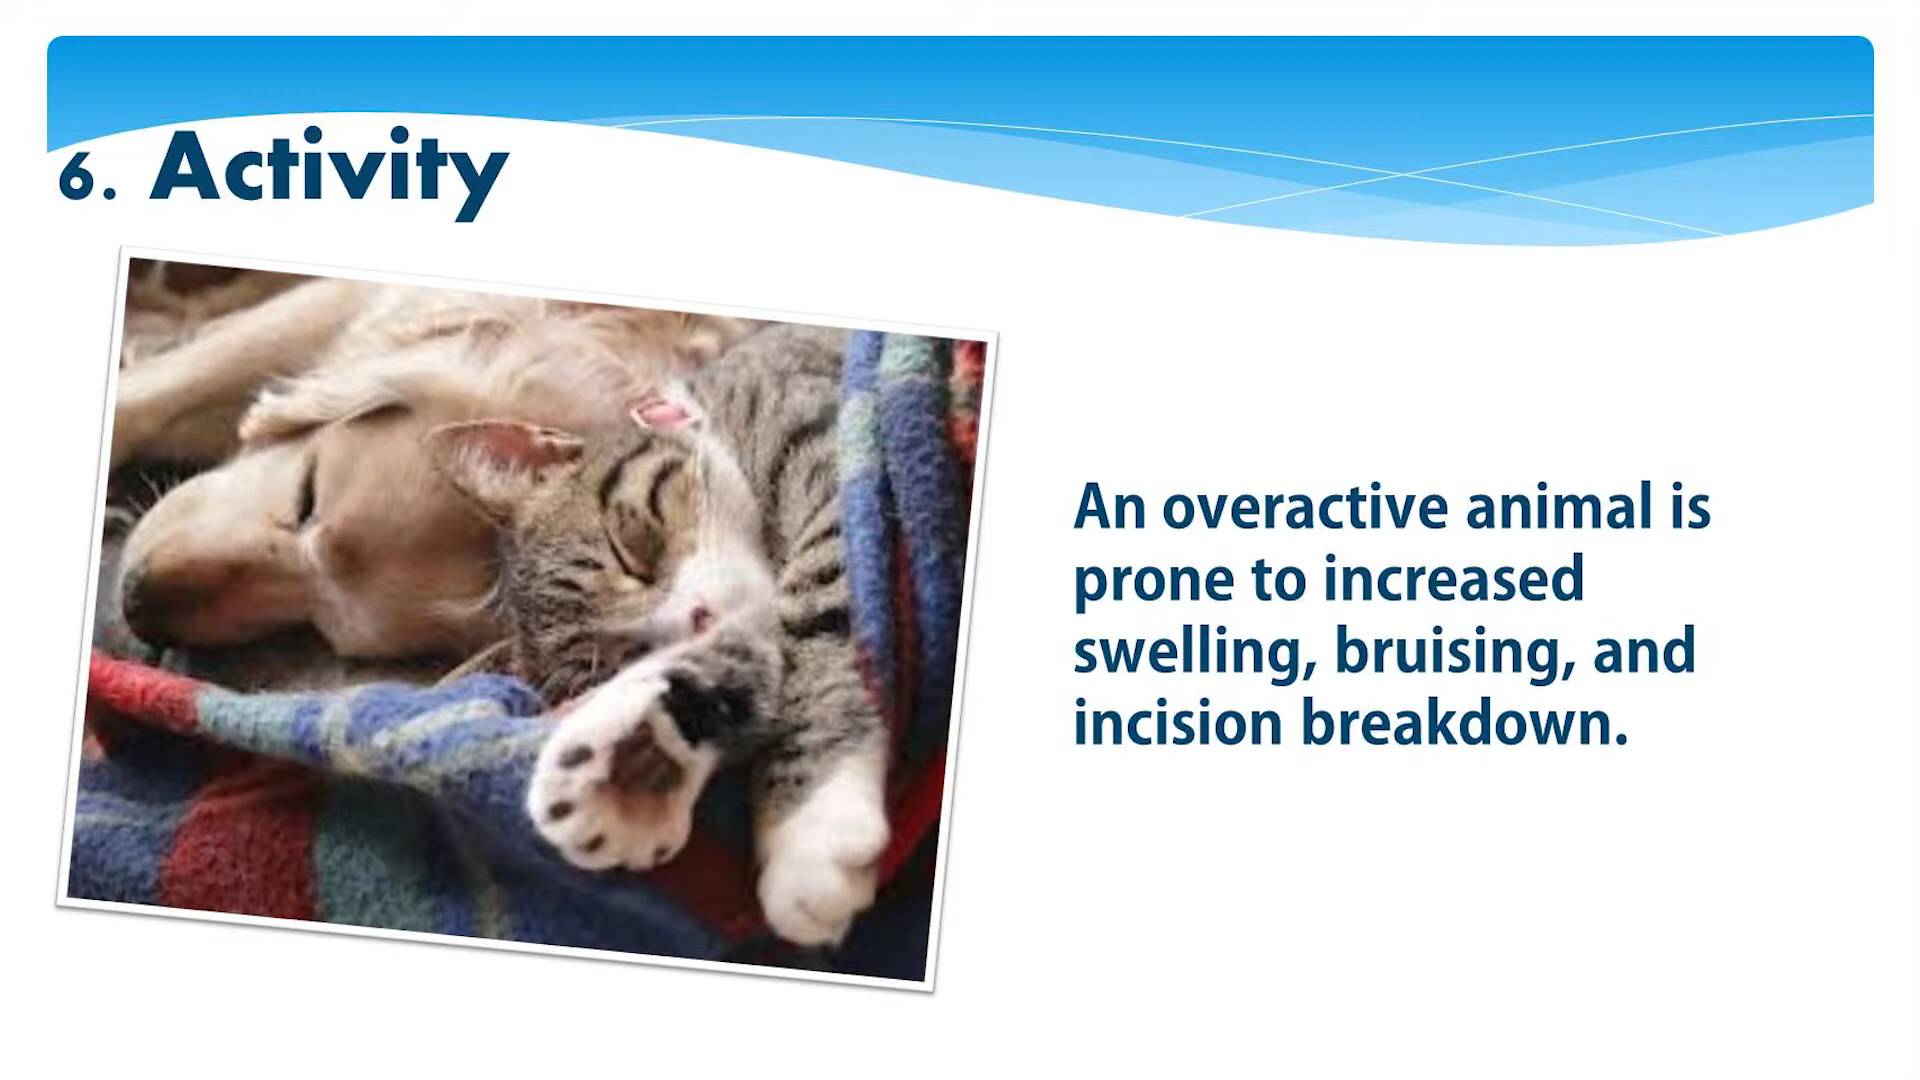 6. Activity
An overactive animal is
prone to increased
swelling, bruising, and
incision breakdown.